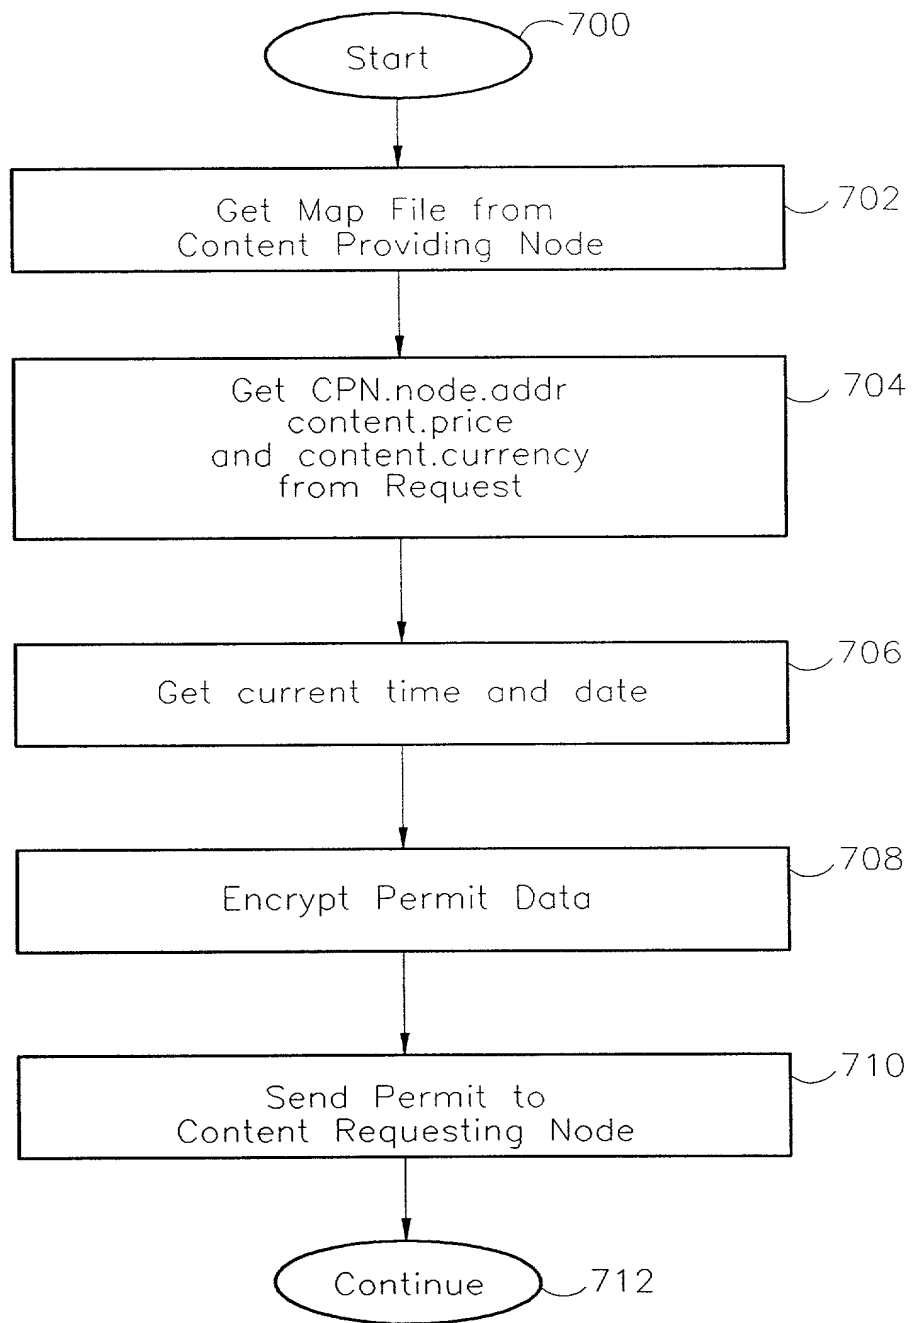 Start
700
Get Map File from
Content Providing Node
702
Get CPN.node.addr
content.price
and content.currency
from Request
704
Get current time and date
706
Encrypt Permit Data
708
Send Permit to
Content Requesting Node
710
Continue
712